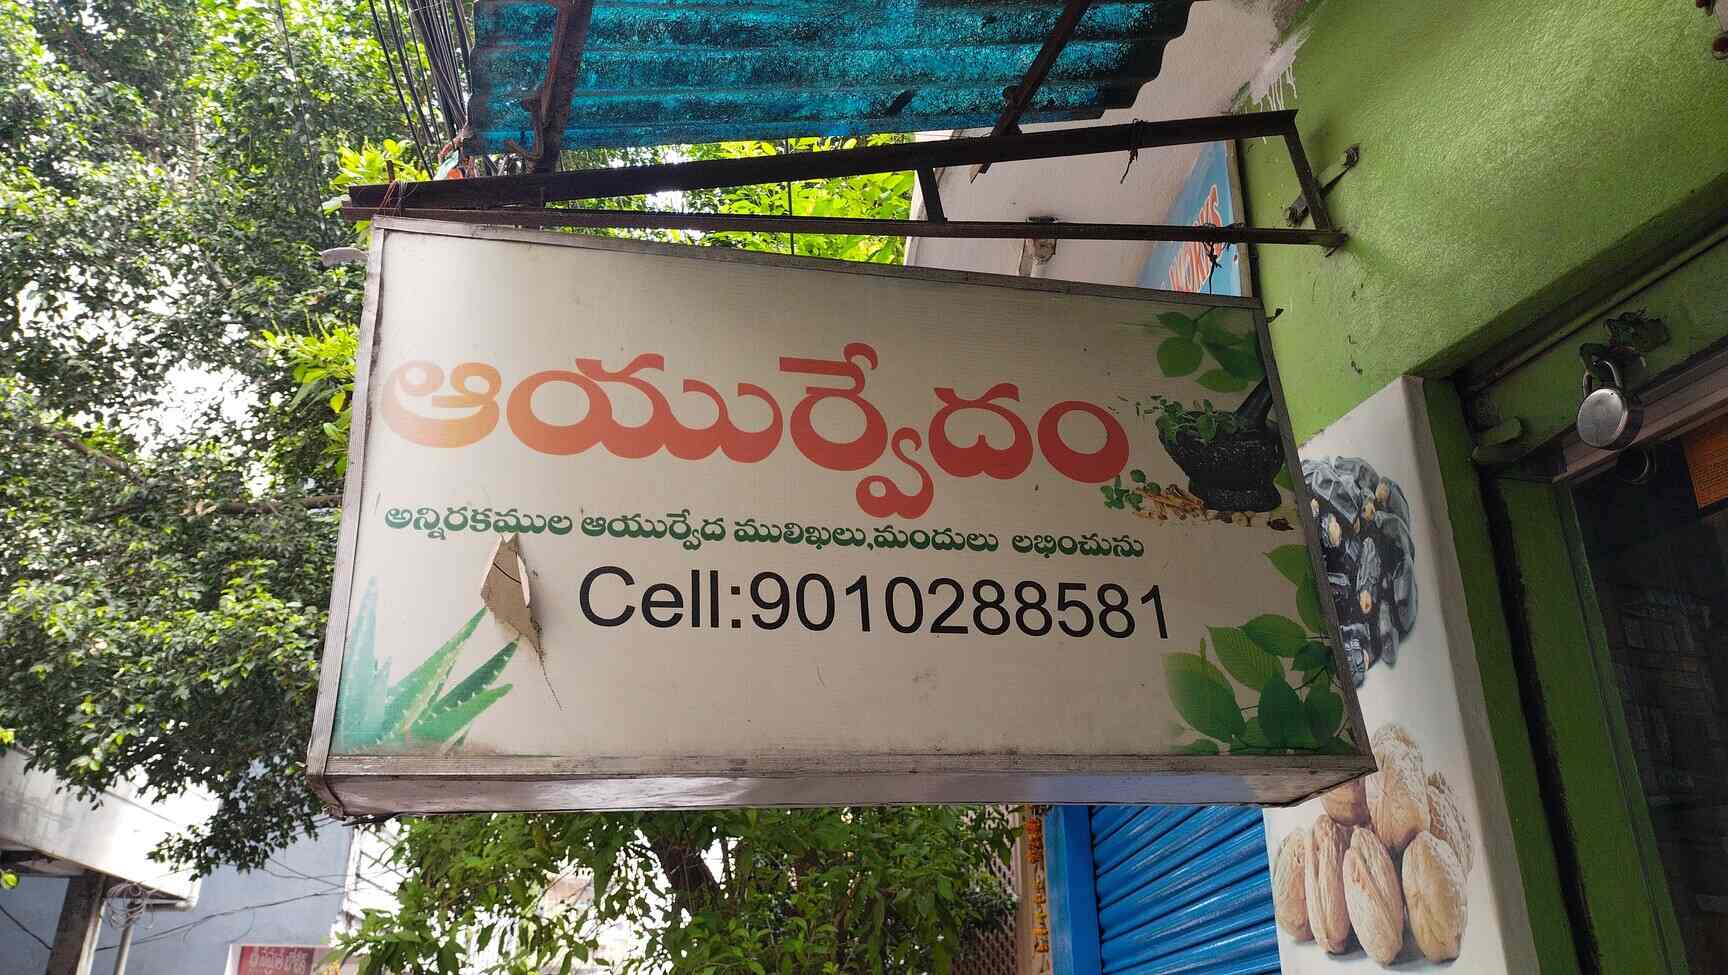 ఆయుర్వేదం
అన్నిరకముల ఆయుర్వేద ములిఖలు,మందులు లభించును
Cell:9010288581